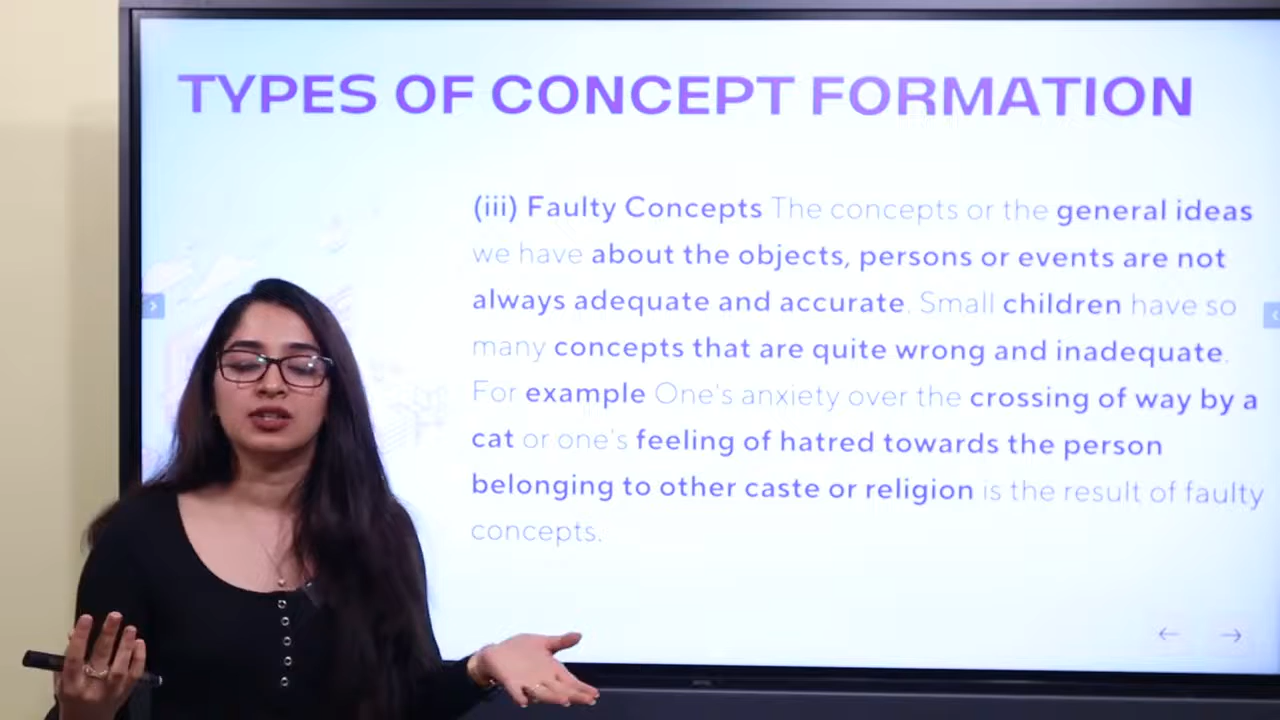 TYPES OF CONCEPT FORMATION
(iii) Faulty Concepts The concepts or the general ideas
we have about the objects, persons or events are not
always adequate and accurate. Small children have so
many concepts that are quite wrong and inadequate.
For example One's anxiety over the crossing of way by a
cat or one's feeling of hatred towards the person
belonging to other caste or religion is the result of faulty
concepts.